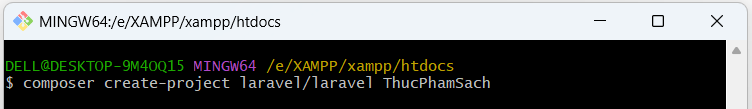 MINGW64:/e/XAMPP/xampp/htdocs
DELL@DESKTOP-9M4OQ15 MINGW64 /e/XAMPP/xampp/htdocs
$ composer create-project laravel/laravel ThucPhamSach